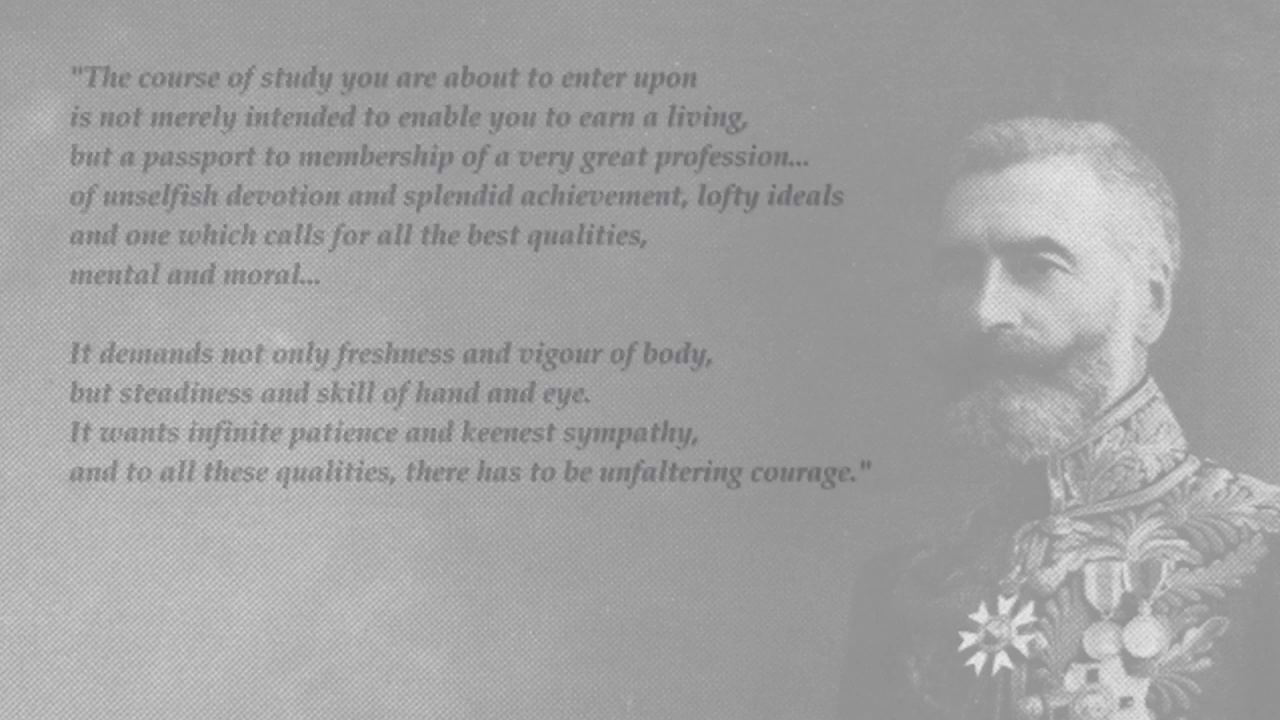 "The course of study you are about to enter upon
is not merely intended to enable you to earn a living,
but a passport to membership of a very great profession...
of unselfish devotion and splendid achievement, lofty ideals
and one which calls for all the best qualities,
mental and moral...
It demands not only freshness and vigour of body,
but steadiness and skill of hand and eye.
It wants infinite patience and keenest sympathy,
and to all these qualities, there has to be unfaltering courage."